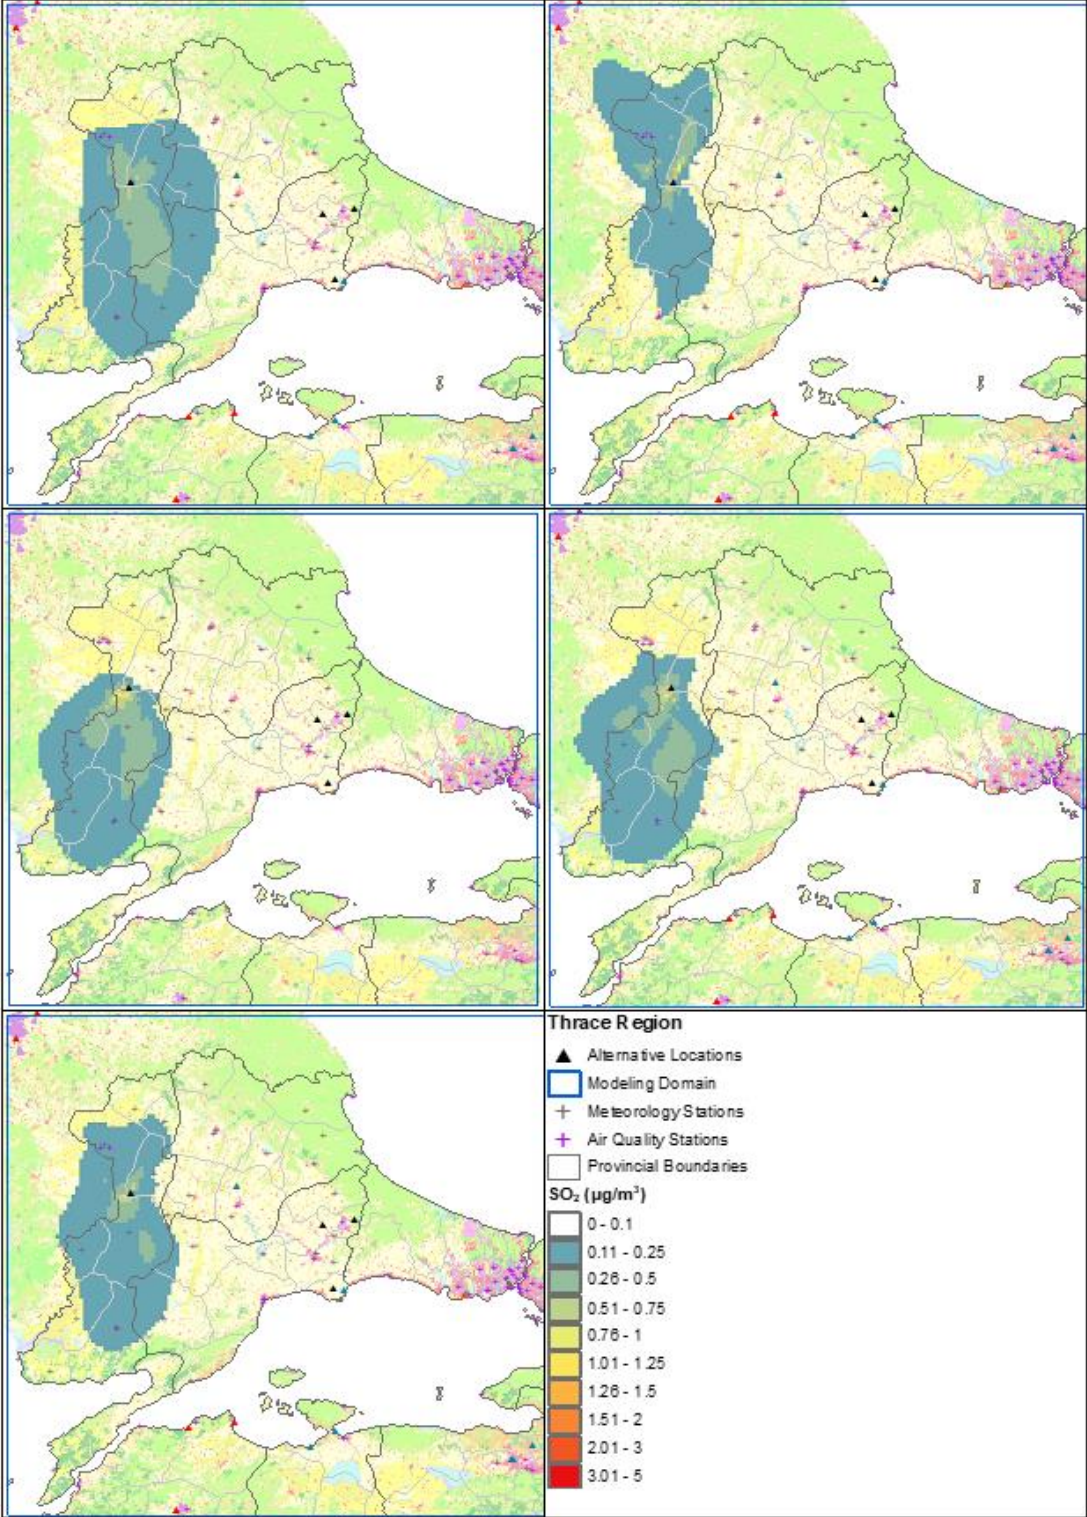 Thrace Region
Alternative Locations
Modeling Domain
Meteorology Stations
Air Quality Stations
Provincial Boundaries
SO₂ (µg/m³)
0 - 0.1
0.11 - 0.25
0.26 - 0.5
0.51 - 0.75
0.76 - 1
1.01 - 1.25
1.26 - 1.5
1.51 - 2
2.01 - 3
3.01 - 5